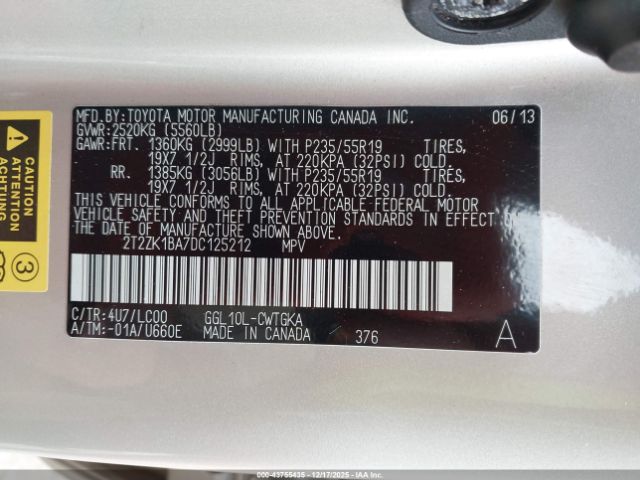 MFD.BY:TOYOTA MOTOR MANUFACTURING CANADA INC. 06/13
GVWR:2520KG (5560LB)
GAWR:FRT. 1360KG (2999LB) WITH P235/55R19 TIRES,
19X7 1/2J RIMS, AT 220KPA (32PSI) COLD.
RR. 1385KG (3056LB) WITH P235/55R19 TIRES,
19X7 1/2J RIMS, AT 220KPA (32PSI) COLD.
THIS VEHICLE CONFORMS TO ALL APPLICABLE FEDERAL MOTOR
VEHICLE SAFETY AND THEFT PREVENTION STANDARDS IN EFFECT ON
THE DATE OF MANUFACTURE SHOWN ABOVE.
2T2ZK1BA7DC125212 MPV
C/TR:4U7/LC00 GGL10L-CWTGKA
A/TM:-01A/U660E MADE IN CANADA 376 A
CAUTION
ATTENTION
3
000-43755435 - 12/17/2025 - IAAI.COM